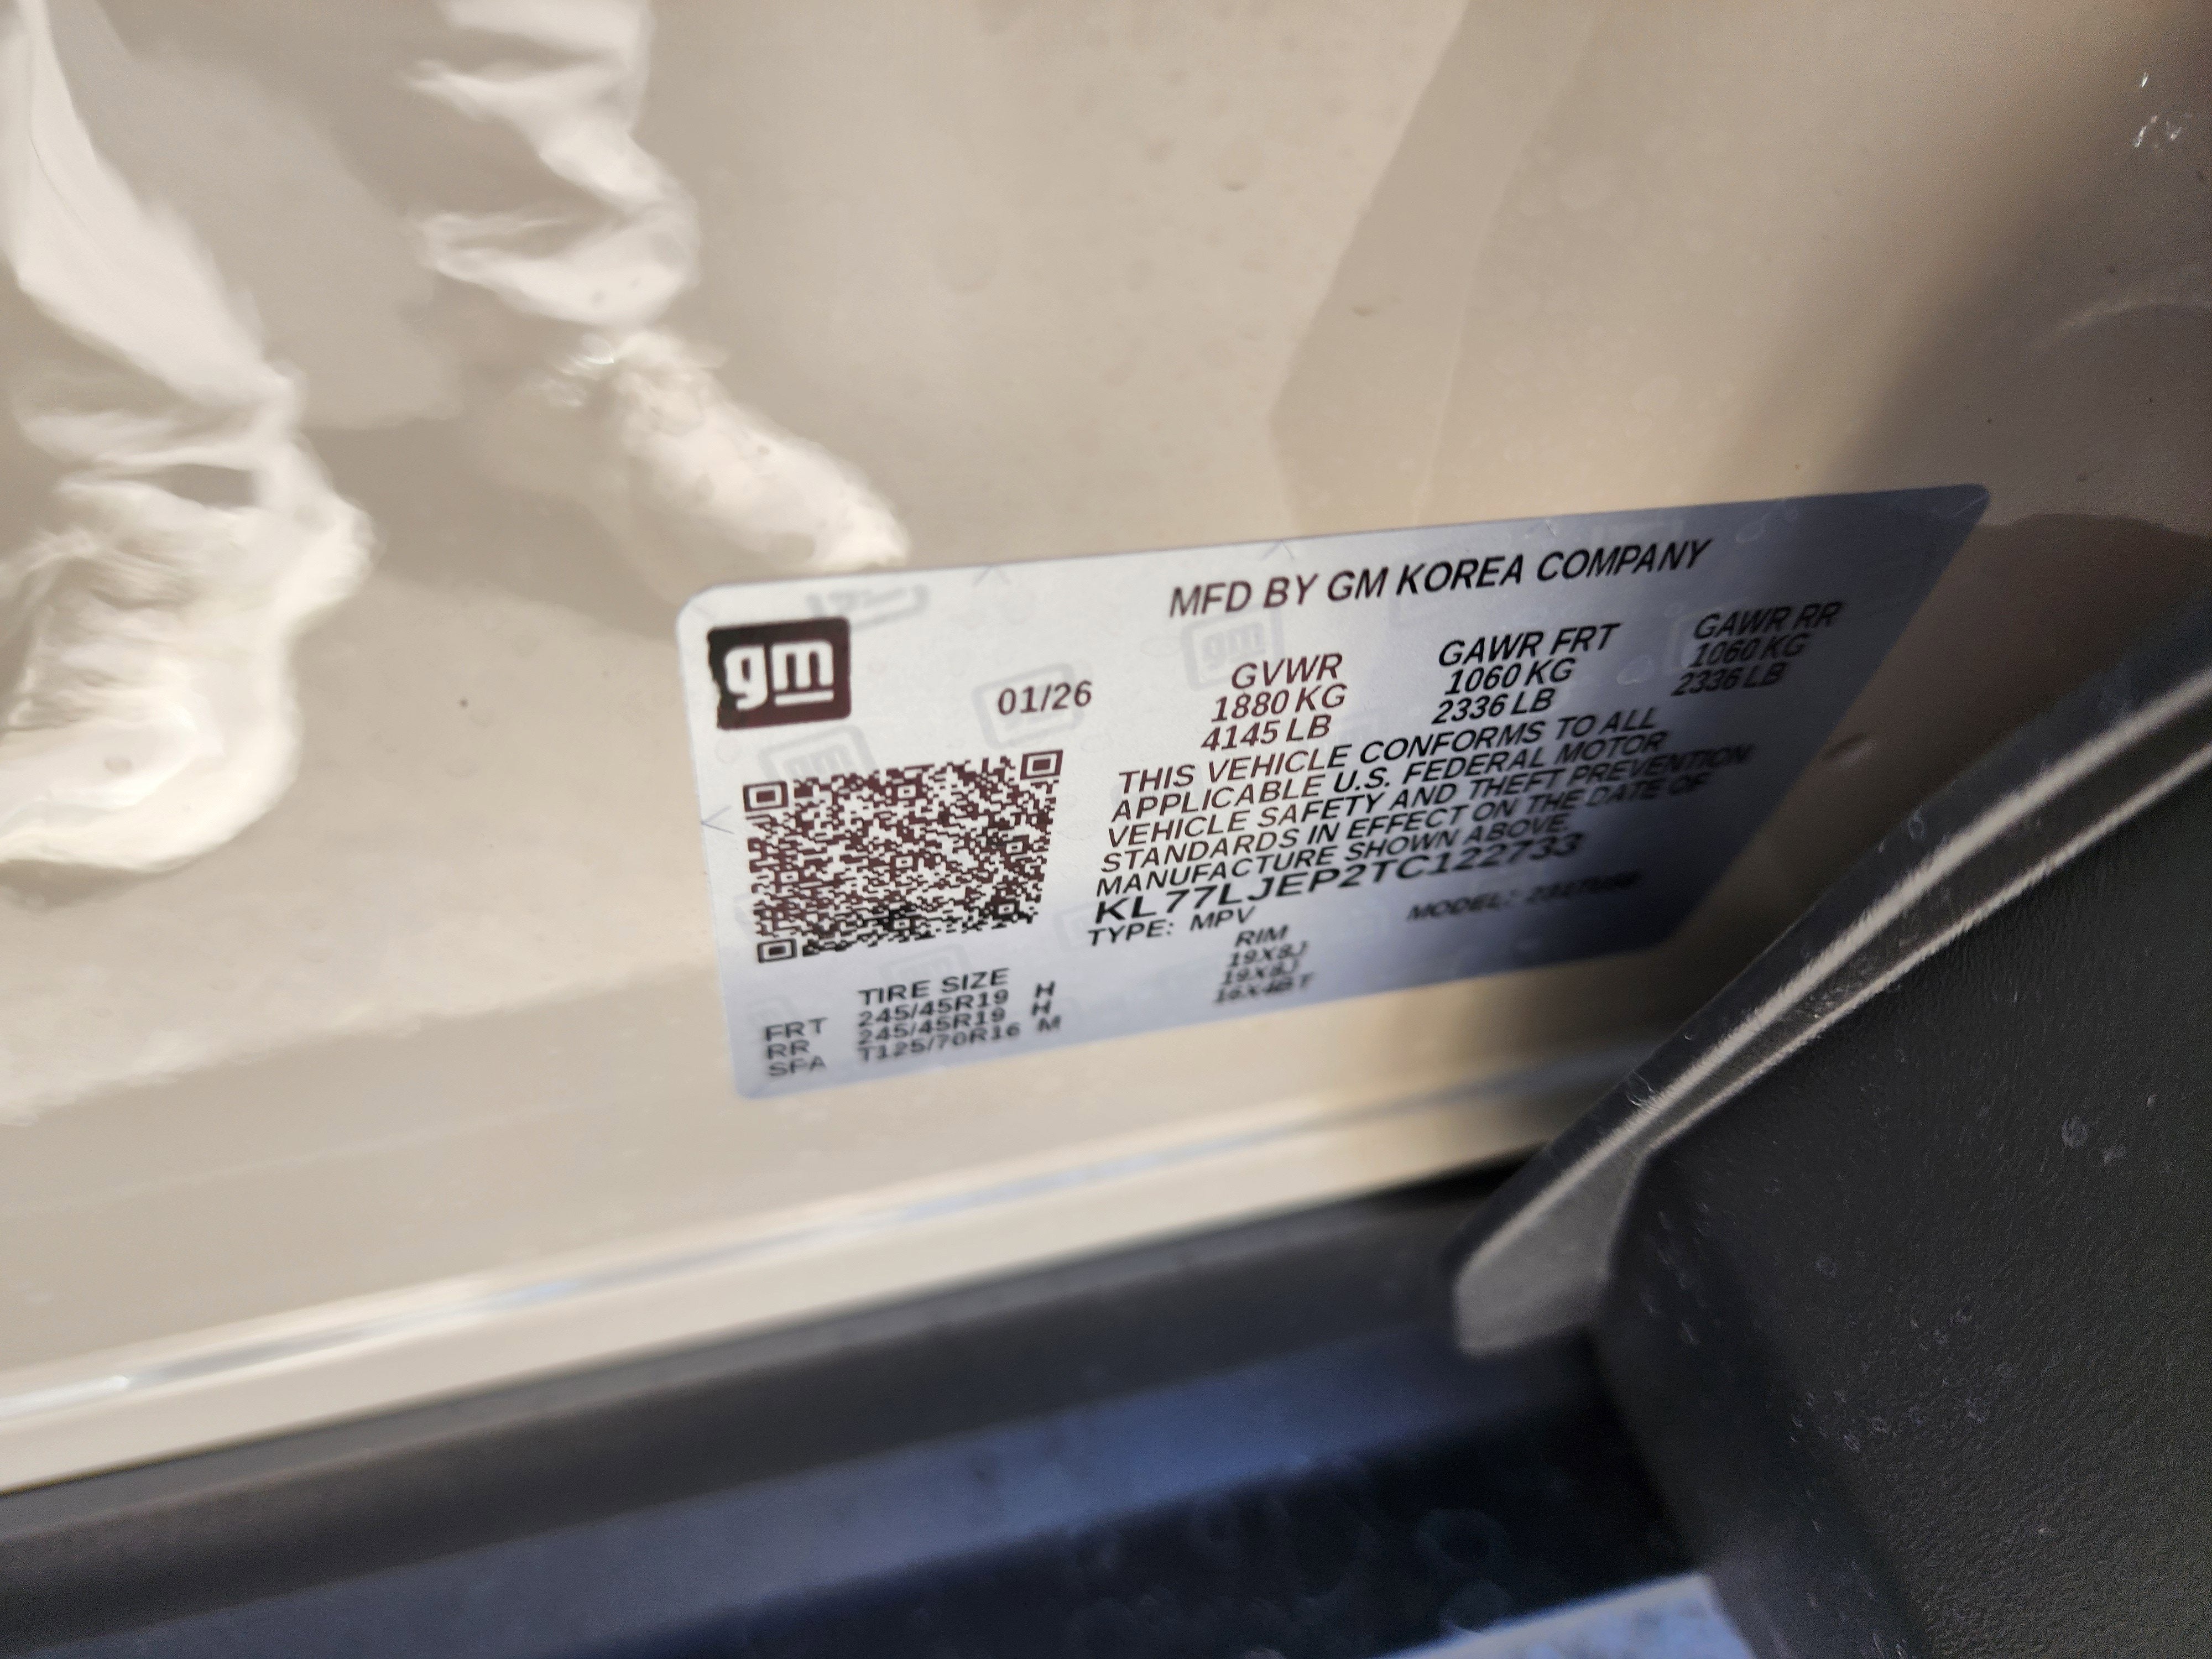 gm
MFD BY GM KOREA COMPANY
01/26
GVWR GAWR FRT GAWR RR
1880 KG 1060 KG 1060 KG
4145 LB 2336 LB 2336 LB
THIS VEHICLE CONFORMS TO ALL
APPLICABLE U.S. FEDERAL MOTOR
VEHICLE SAFETY AND THEFT PREVENTION
STANDARDS IN EFFECT ON THE DATE OF
MANUFACTURE SHOWN ABOVE.
KL77LJEP2TC122733
TYPE: MPV MODEL:
TIRE SIZE RIM
FRT 245/45R19 H 19X8J
RR 245/45R19 H 19X8J
SPA T125/70R16 M 16X4BT